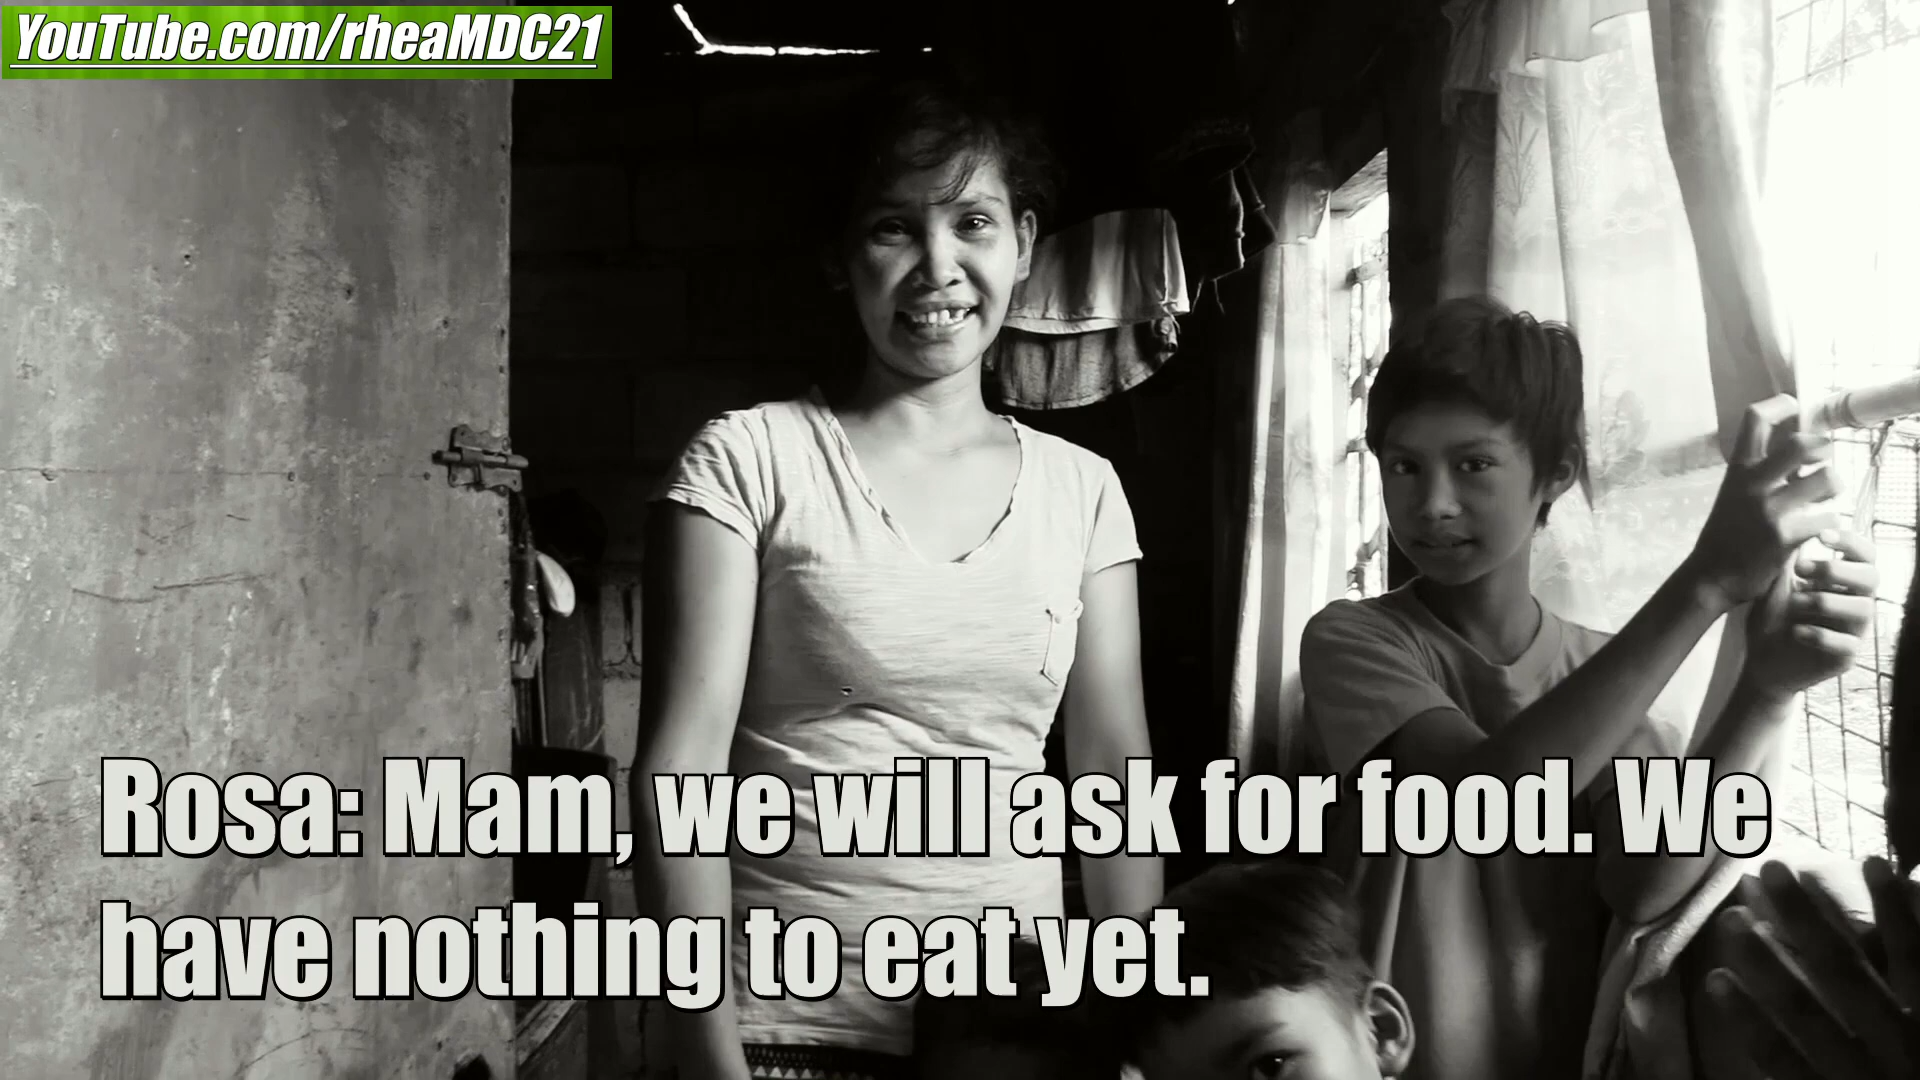 YouTube.com/rheaMDC21
Rosa: Mam, we will ask for food. We
have nothing to eat yet.